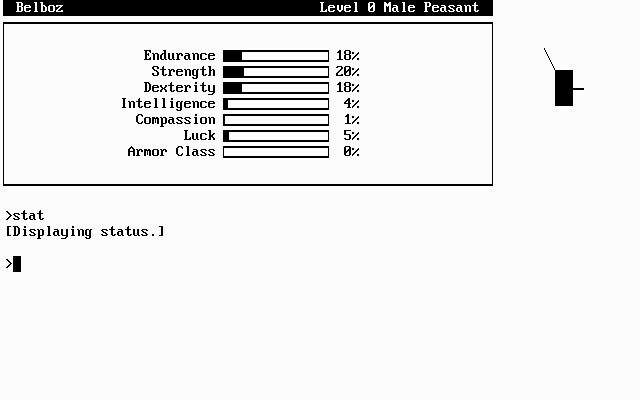 Belboz Level 0 Male Peasant
Endurance 18%
Strength 20%
Dexterity 18%
Intelligence 4%
Compassion 1%
Luck 5%
Armor Class 0%
>stat
[Displaying status.]
>